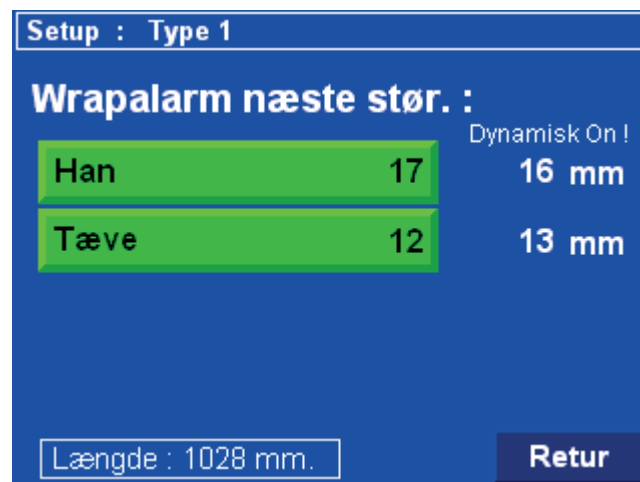 Setup : Type 1
Wrapalarm næste stør. :
Dynamisk On !
Han 17 16 mm
Tæve 12 13 mm
Længde : 1028 mm.
Retur